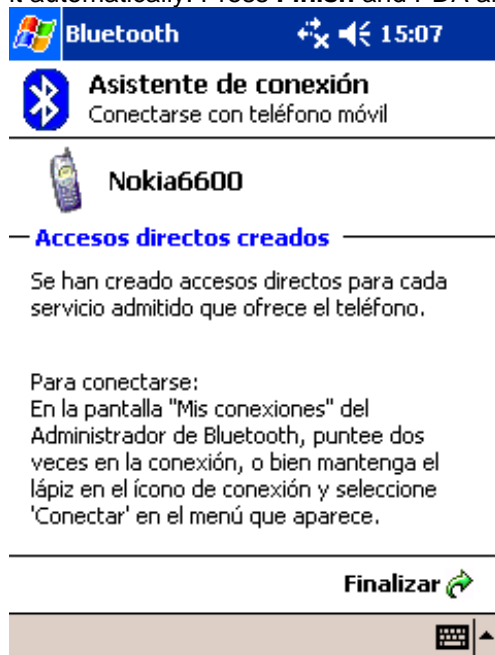 it automatically. Press Finish and PDA a
Bluetooth 15:07
Asistente de conexión
Conectarse con teléfono móvil
Nokia6600
Accesos directos creados
Se han creado accesos directos para cada
servicio admitido que ofrece el teléfono.
Para conectarse:
En la pantalla "Mis conexiones" del
Administrador de Bluetooth, puntee dos
veces en la conexión, o bien mantenga el
lápiz en el ícono de conexión y seleccione
'Conectar' en el menú que aparece.
Finalizar